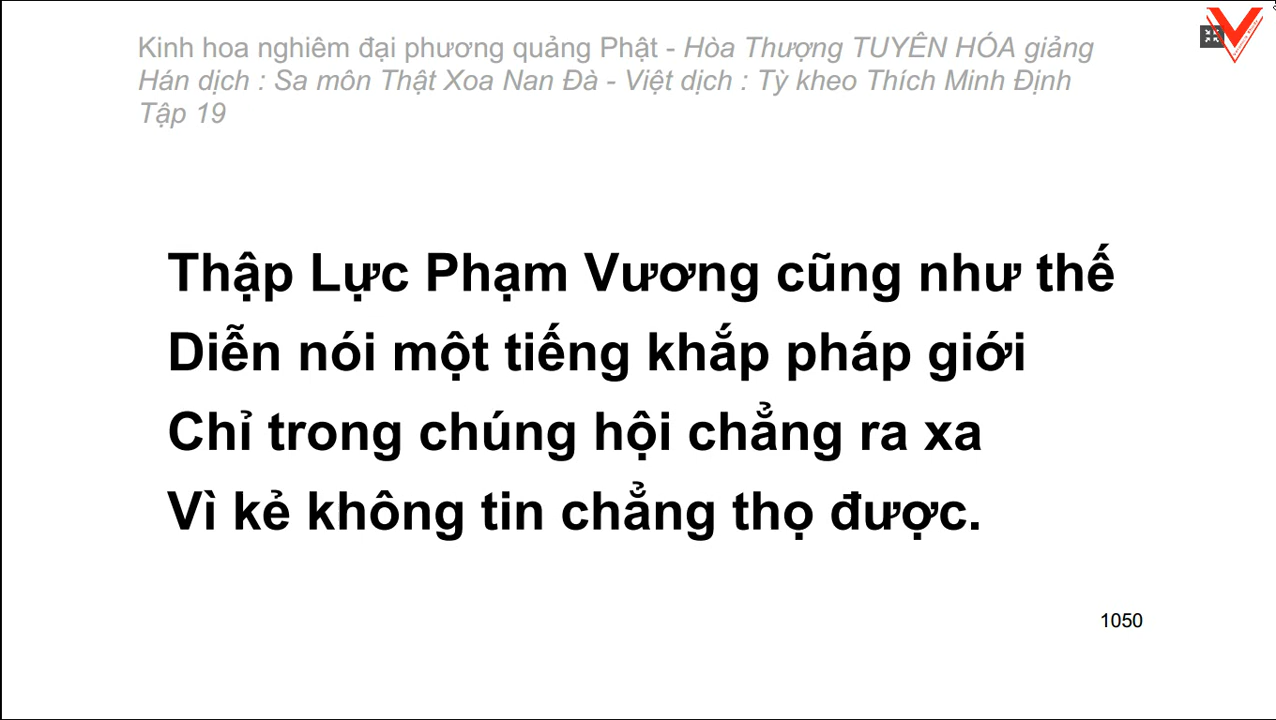 Kinh hoa nghiêm đại phương quảng Phật - Hòa Thượng TUYÊN HÓA giảng
Hán dịch : Sa môn Thật Xoa Nan Đà - Việt dịch : Tỳ kheo Thích Minh Định
Tập 19
Thập Lực Phạm Vương cũng như thế
Diễn nói một tiếng khắp pháp giới
Chỉ trong chúng hội chẳng ra xa
Vì kẻ không tin chẳng thọ được.
1050